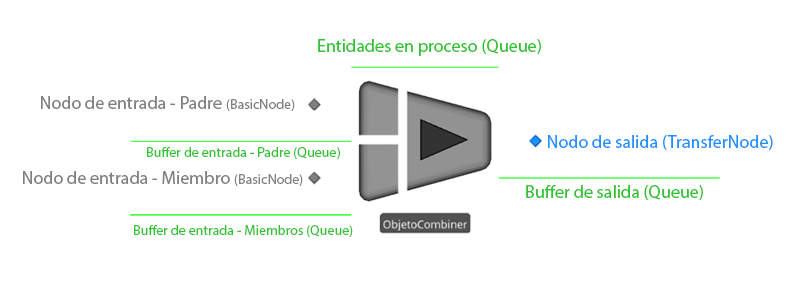 Entidades en proceso (Queue)
Nodo de entrada - Padre (BasicNode)
Nodo de salida (TransferNode)
Buffer de entrada - Padre (Queue)
Nodo de entrada - Miembro (BasicNode)
Buffer de salida (Queue)
ObjetoCombiner
Buffer de entrada - Miembros (Queue)